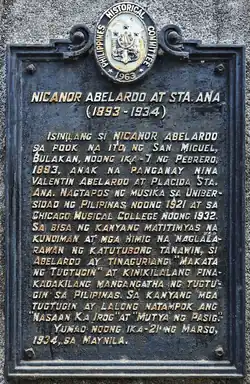 PHILIPPINES HISTORICAL COMMITTEE
1963
NICANOR ABELARDO AT STA. ANA
(1893-1934)
ISINILANG SI NICANOR ABELARDO
SA POOK NA ITO NG SAN MIGUEL,
BULAKAN, NOONG IKA-7 NG PEBRERO,
1893, ANAK NA PANGANAY NINA
VALENTIN ABELARDO AT PLACIDA STA.
ANA. NAGTAPOS NG MUSIKA SA UNIBER-
SIDAD NG PILIPINAS NOONG 1921 AT SA
CHICAGO MUSICAL COLLEGE NOONG 1932.
SA BISA NG KANYANG MATITIMYAS NA
KUNDIMAN AT MGA HIMIG NA NAGLALA-
RAWAN NG KATUTUBONG TANAWIN, SI
ABELARDO AY TINAGURIANG "MAKATA
NG TUGTUGIN" AT KINIKILALANG PINA-
KADAKILANG MANGANGATHA NG TUGTU-
GIN SA PILIPINAS. SA KANYANG MGA
TUGTUGIN AY LALONG NATATAMPOK ANG
"NASAAN KA IROG" AT "MUTYA NG PASIG."
YUMAO NOONG IKA-21 NG MARSO,
1934, SA MAYNILA.